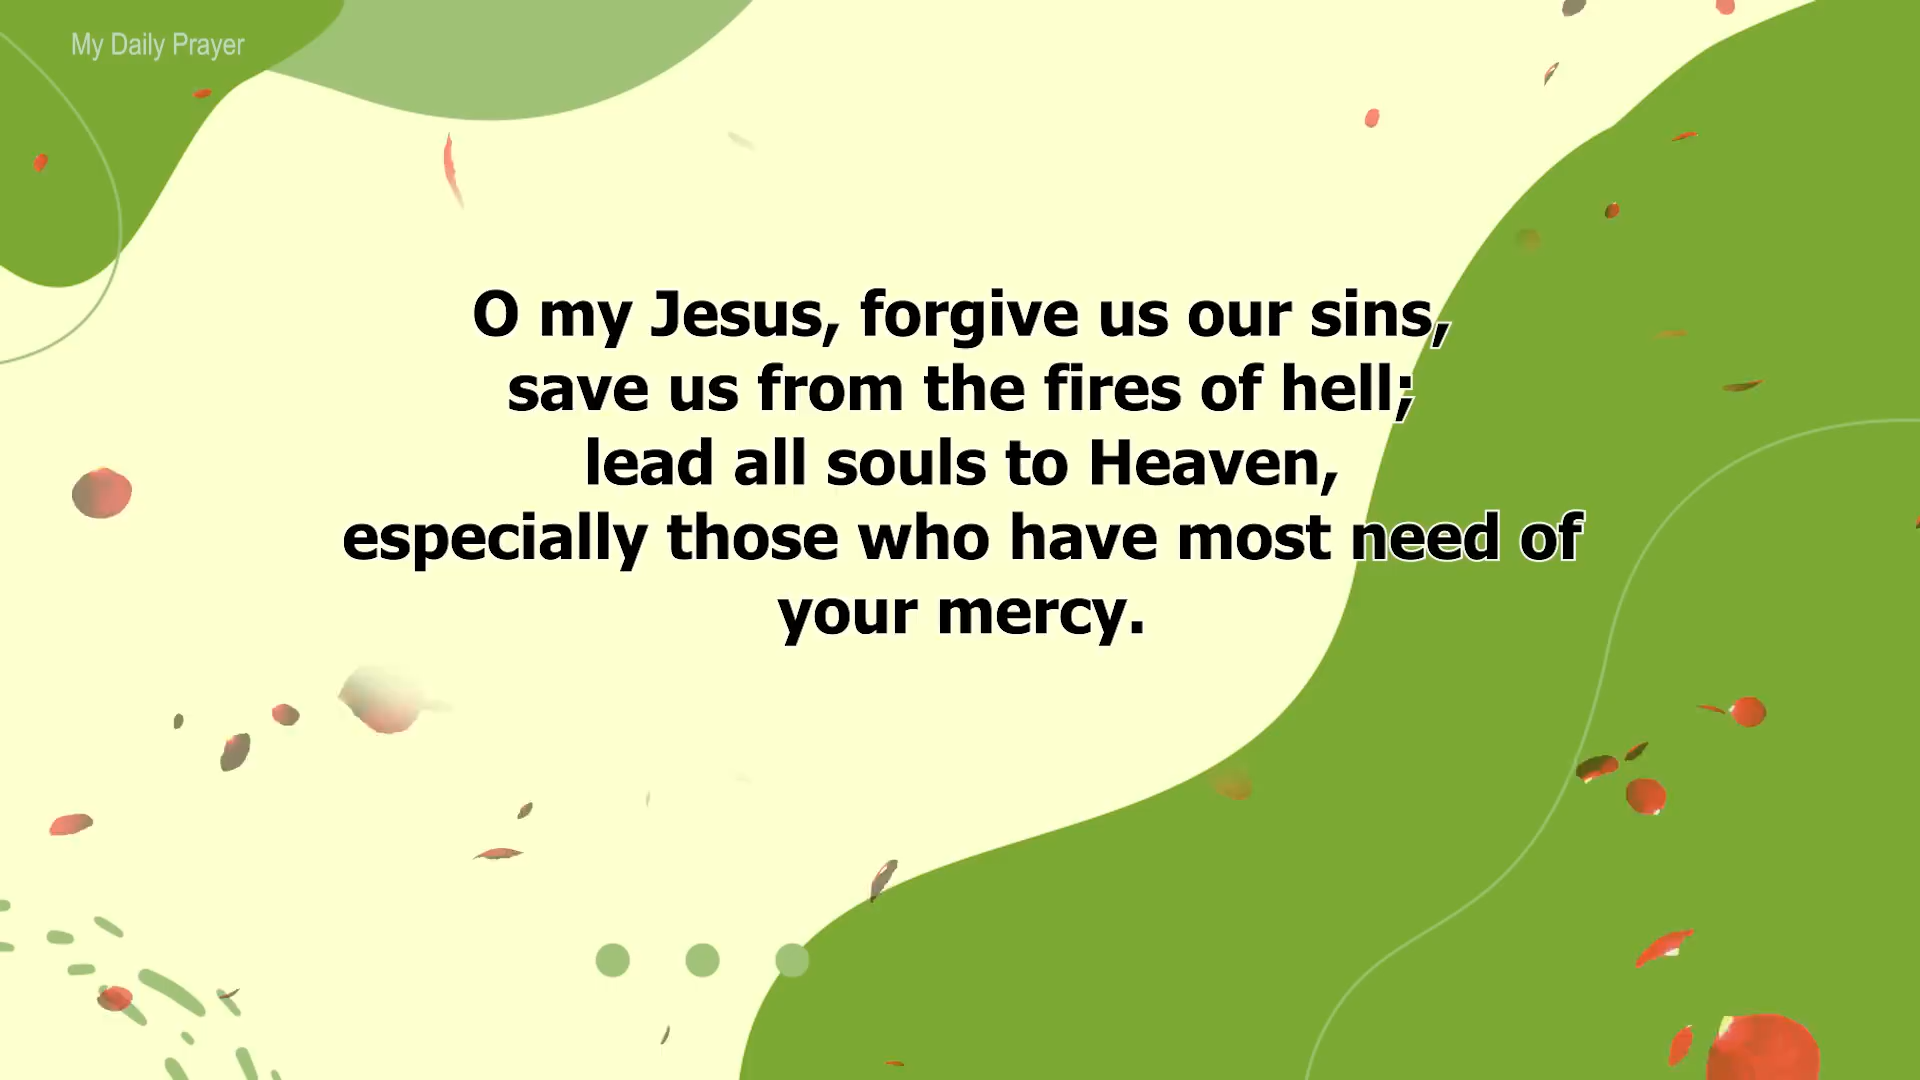 My Daily Prayer
O my Jesus, forgive us our sins,
save us from the fires of hell;
lead all souls to Heaven,
especially those who have most need of
your mercy.